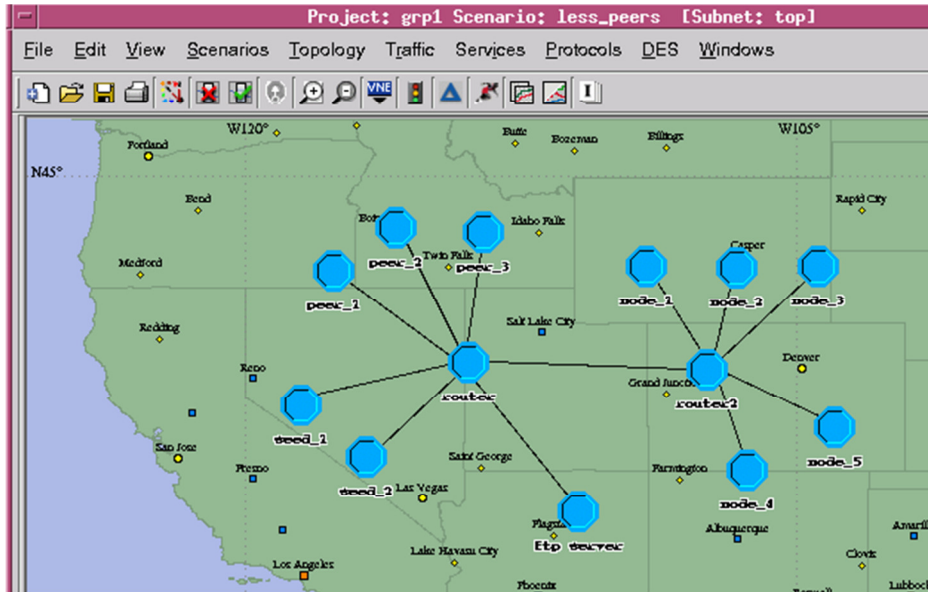 Project: grp1 Scenario: less_peers [Subnet: top]
File Edit View Scenarios Topology Traffic Services Protocols DES Windows
VNE
W120° W105°
Portland Butte Bozeman Billings
N45°
Bend Rapid City
peer_2 peer_3 Idaho Falls Casper
Medford Twin Falls
peer_1 node_1 node_2 node_3
Redding Salt Lake City
Reno Denver
router Grand Junction router2
seed_1
San Jose Saint George node_5
Fresno Farmington
seed_2 Las Vegas node_4
Albuquerque
ftp server
Lake Havasu City Clovis
Los Angeles
Phoenix Lubbock